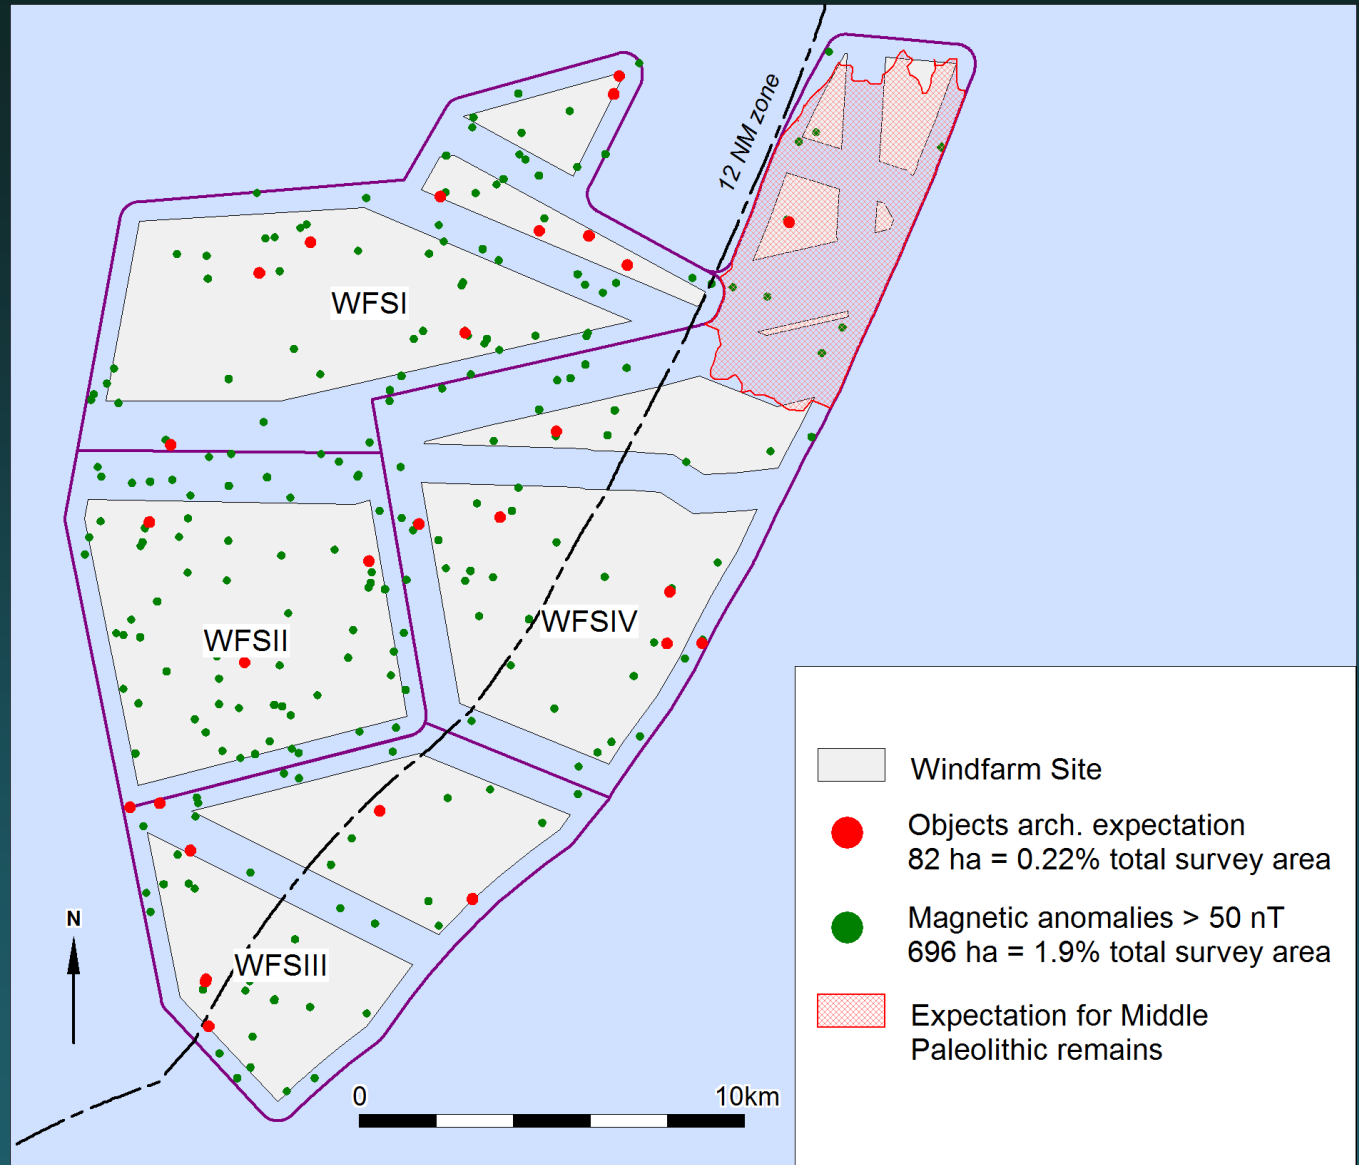 12 NM zone
WFSI
WFSII
WFSIV
WFSIII
N
0 10km
Windfarm Site
Objects arch. expectation
82 ha = 0.22% total survey area
Magnetic anomalies > 50 nT
696 ha = 1.9% total survey area
Expectation for Middle
Paleolithic remains